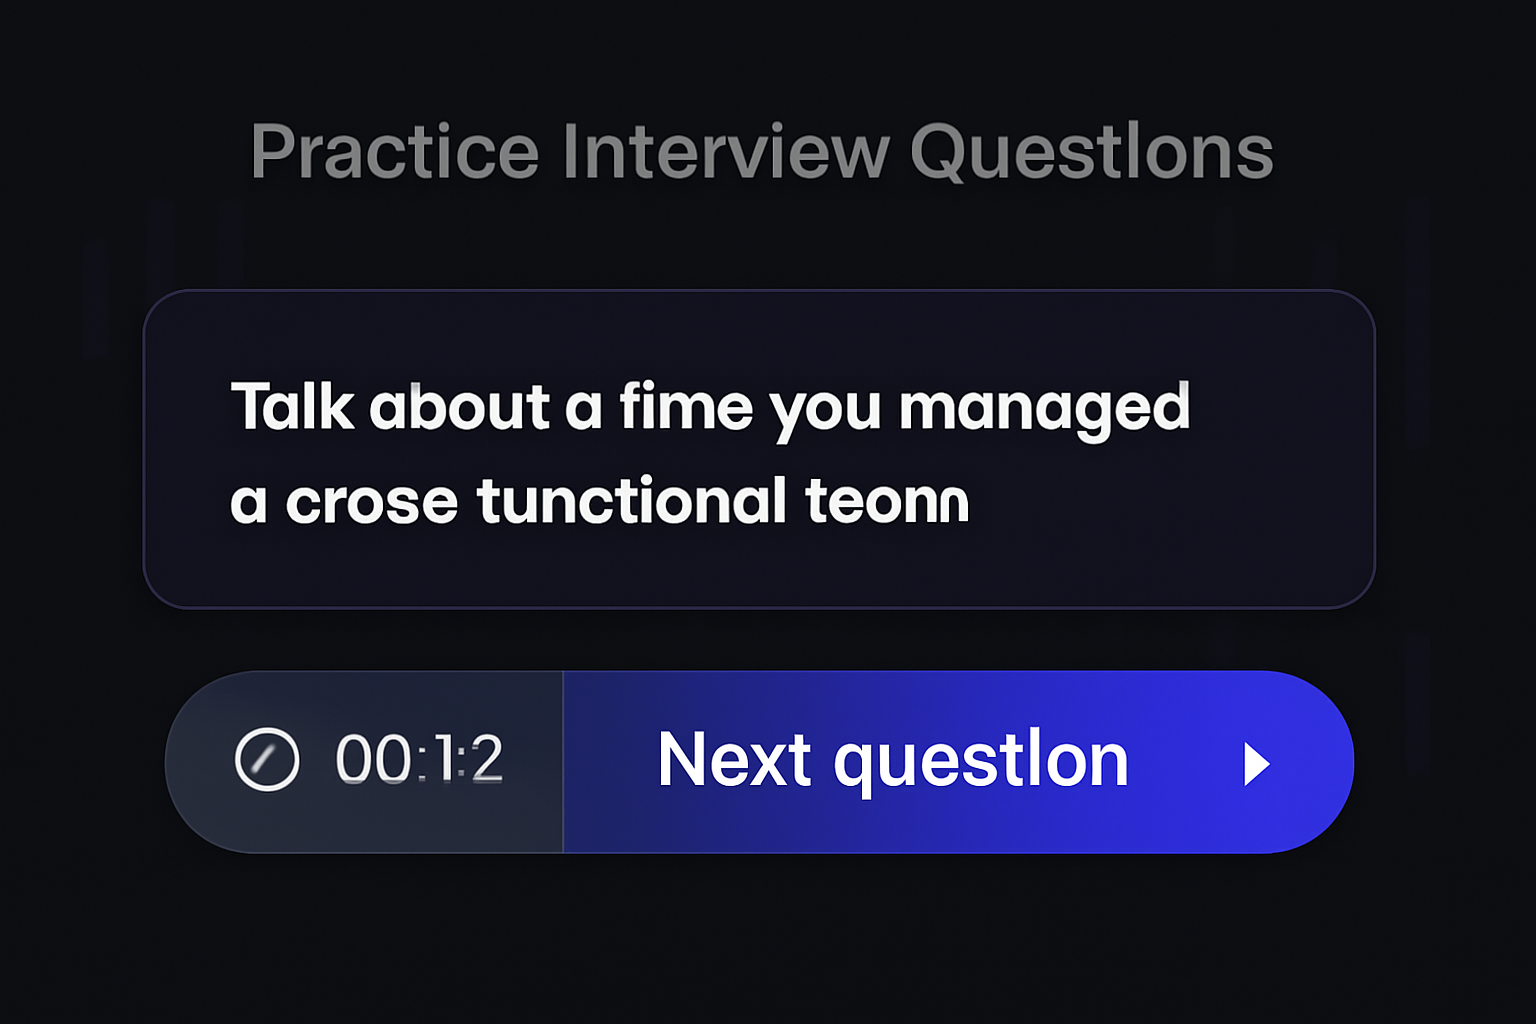 Practice Interview Questlons
Talk about a fime you managed
a crose tunctional teonn
00:1:2
Next questlon